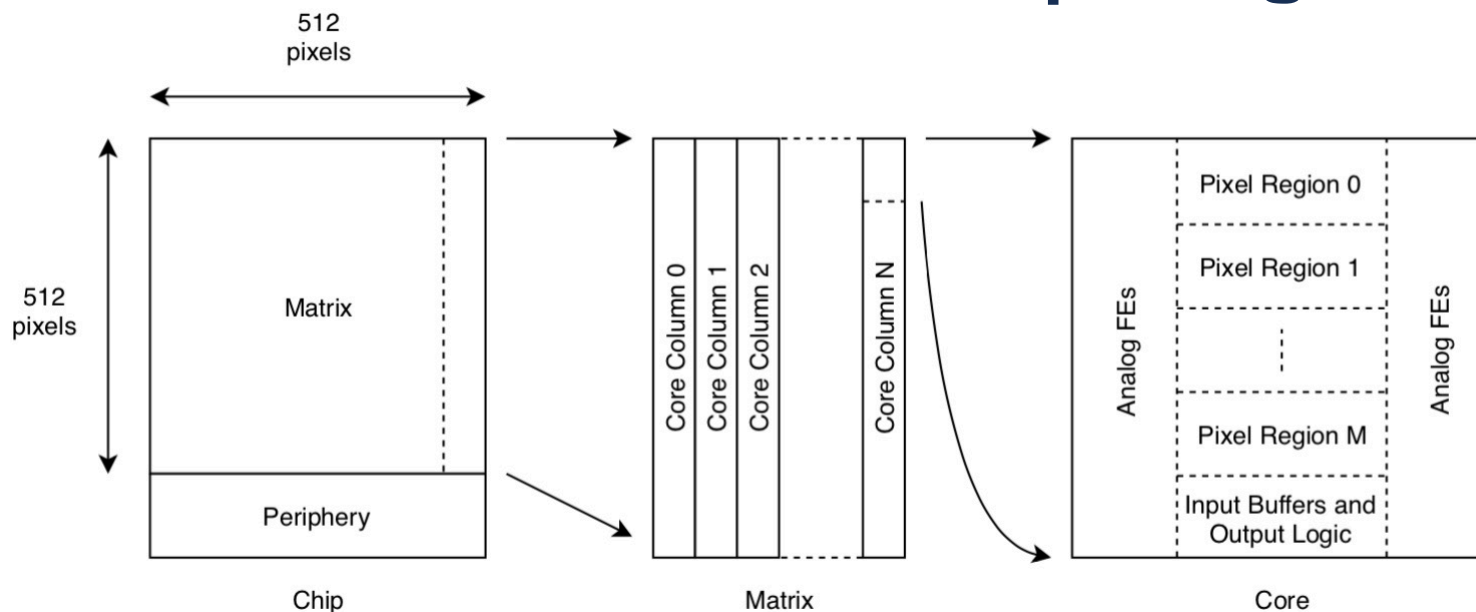 512
pixels
512
pixels
Matrix
Periphery
Chip
Core Column 0
Core Column 1
Core Column 2
Core Column N
Matrix
Analog FEs
Pixel Region 0
Pixel Region 1
Pixel Region M
Input Buffers and
Output Logic
Analog FEs
Core